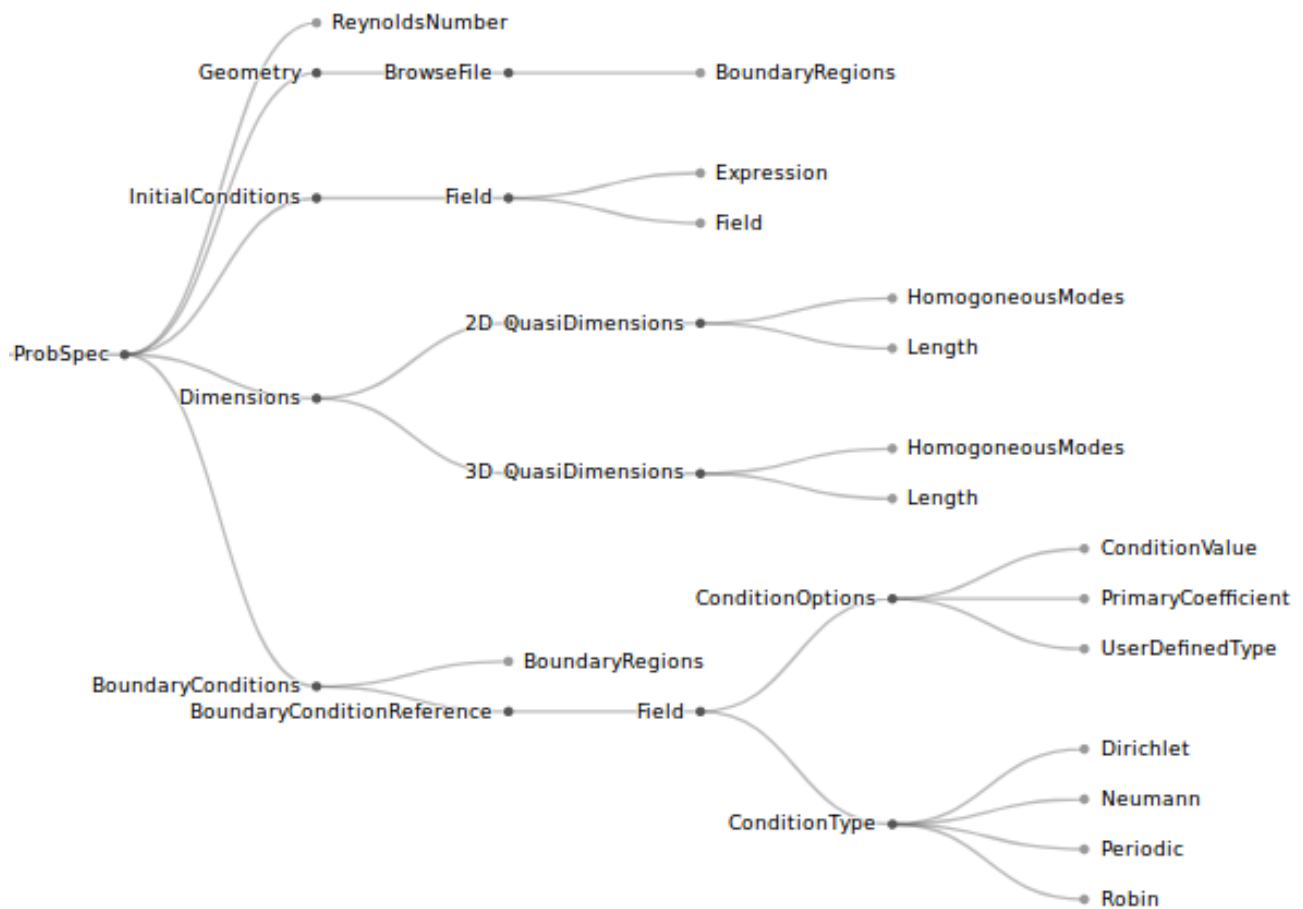 ReynoldsNumber
Geometry BrowseFile BoundaryRegions
Expression
InitialConditions Field
Field
HomogoneousModes
2D QuasiDimensions
Length
ProbSpec
Dimensions
HomogoneousModes
3D QuasiDimensions
Length
ConditionValue
ConditionOptions PrimaryCoefficient
UserDefinedType
BoundaryRegions
BoundaryConditions
BoundaryConditionReference Field
Dirichlet
Neumann
ConditionType
Periodic
Robin